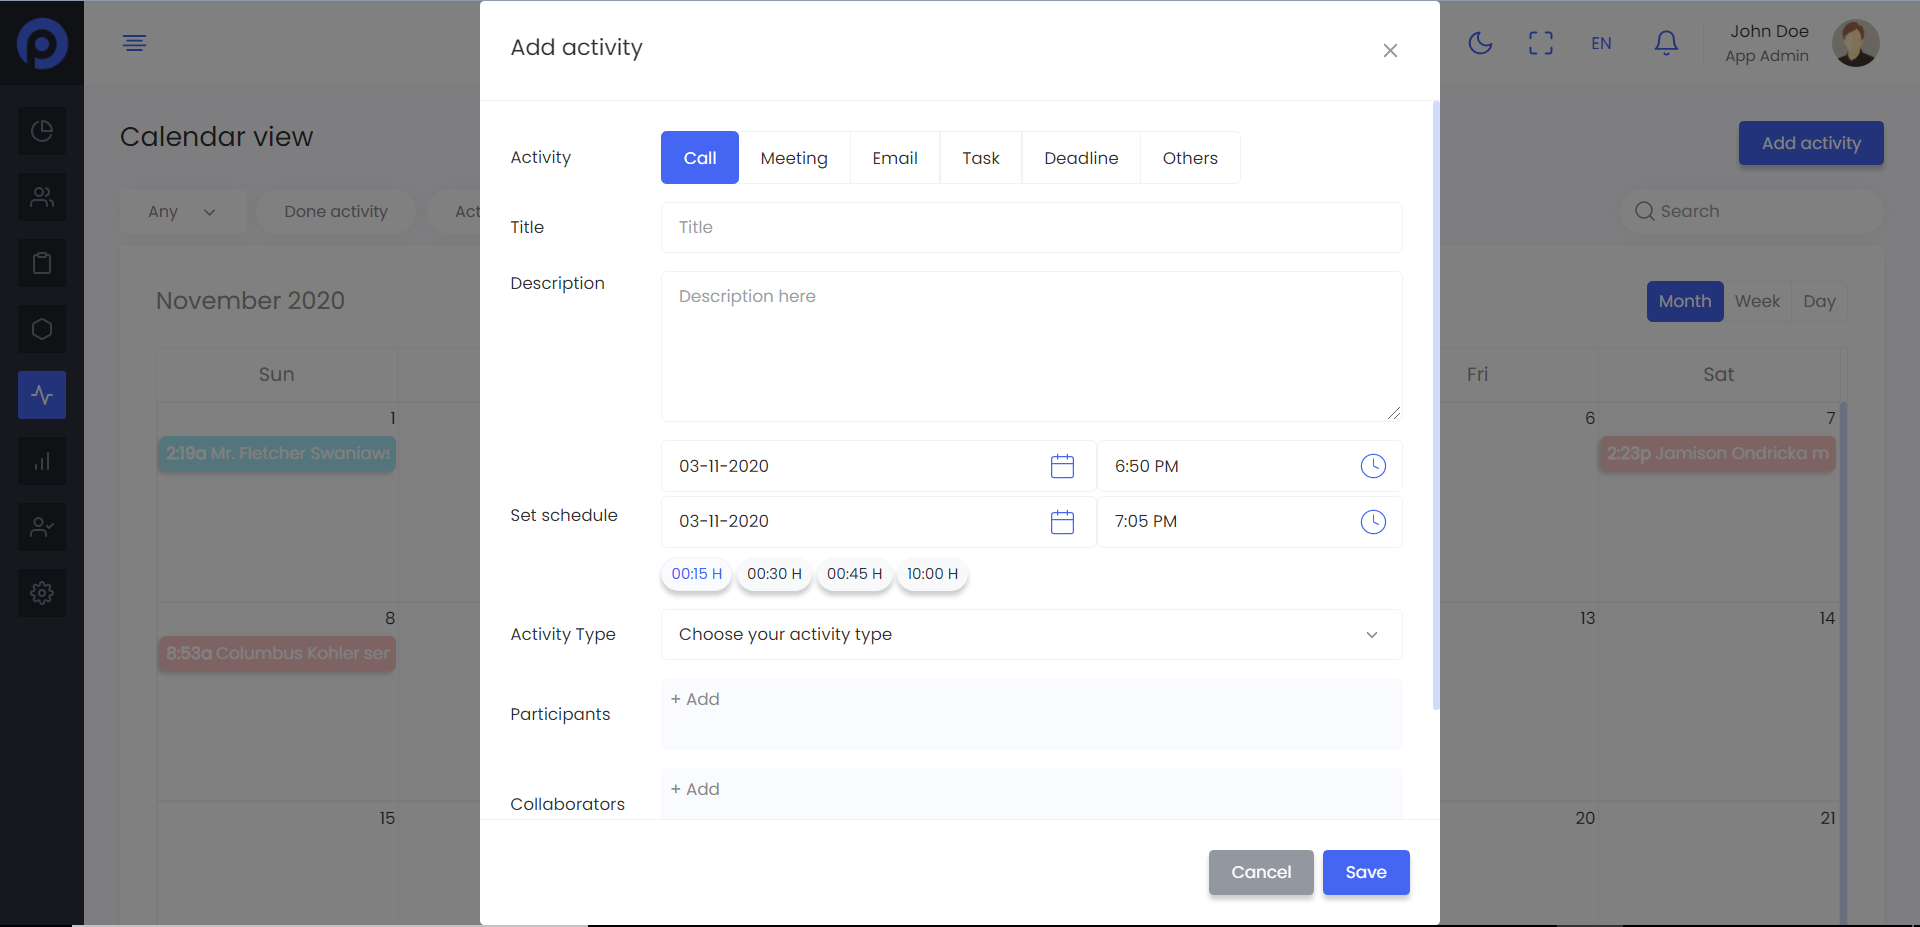 Add activity
EN
John Doe
App Admin
Calendar view
Add activity
Any
Done activity
Act
Search
November 2020
Month
Week
Day
Sun
Fri
Sat
1
6
7
2:19a Mr. Fletcher Swaniaws
2:23p Jamison Ondricka m
8
13
14
8:53a Columbus Kohler ser
15
20
21
Activity
Call
Meeting
Email
Task
Deadline
Others
Title
Title
Description
Description here
Set schedule
03-11-2020
6:50 PM
03-11-2020
7:05 PM
00:15 H
00:30 H
00:45 H
10:00 H
Activity Type
Choose your activity type
Participants
+ Add
Collaborators
+ Add
Cancel
Save